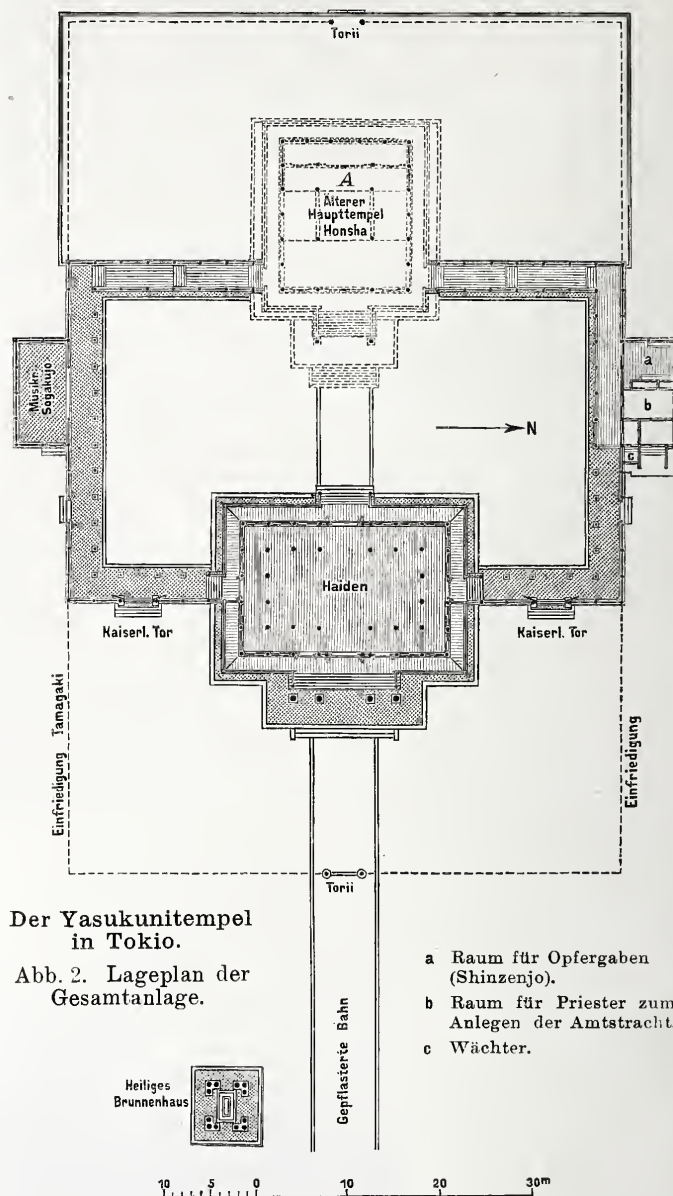 Torii
A
Älterer
Haupttempel
Honsha
Musikr.
Sogakujo
a
b
c
N
Haiden
Kaiserl. Tor
Kaiserl. Tor
Einfriedigung Tamagaki
Einfriedigung
Torii
Der Yasukunitempel
in Tokio.
Abb. 2. Lageplan der
Gesamtanlage.
a Raum für Opfergaben
(Shinzenjo).
b Raum für Priester zum
Anlegen der Amtstracht.
c Wächter.
Gepflasterte Bahn
Heiliges
Brunnenhaus
10 5 0 10 20 30m